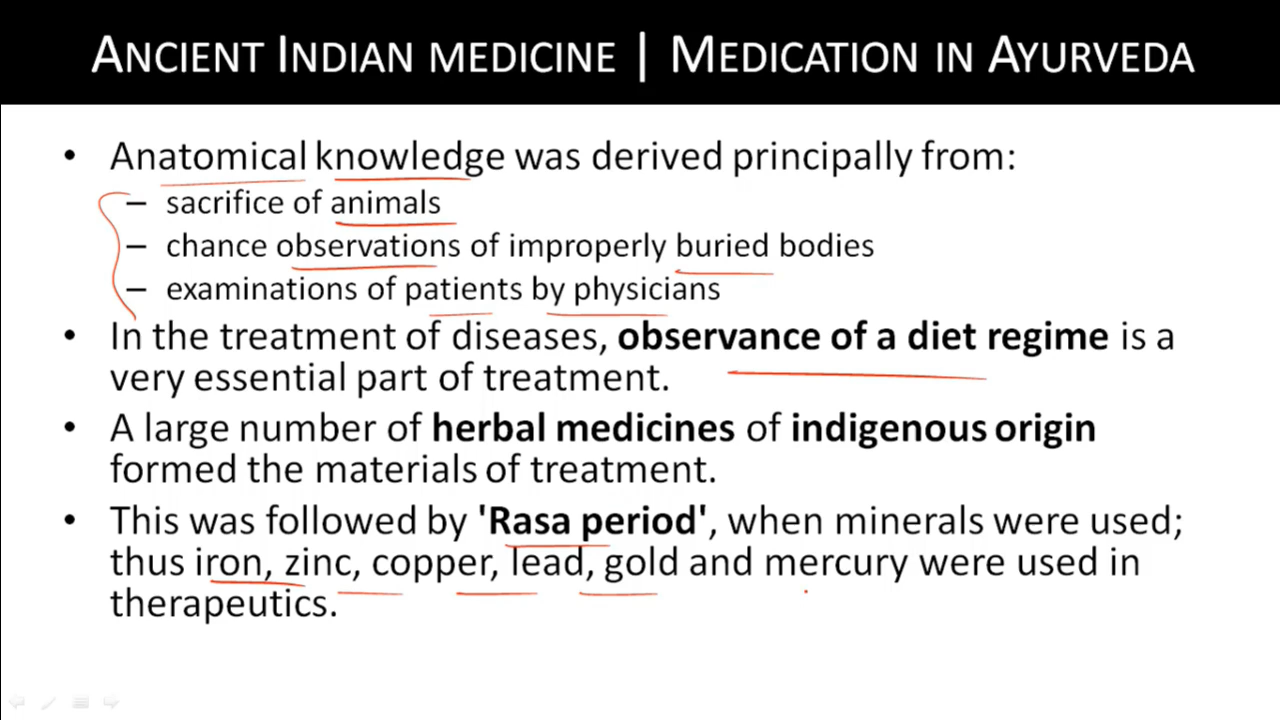 ANCIENT INDIAN MEDICINE | MEDICATION IN AYURVEDA
• Anatomical knowledge was derived principally from:
– sacrifice of animals
– chance observations of improperly buried bodies
– examinations of patients by physicians
• In the treatment of diseases, observance of a diet regime is a
very essential part of treatment.
• A large number of herbal medicines of indigenous origin
formed the materials of treatment.
• This was followed by 'Rasa period', when minerals were used;
thus iron, zinc, copper, lead, gold and mercury were used in
therapeutics.